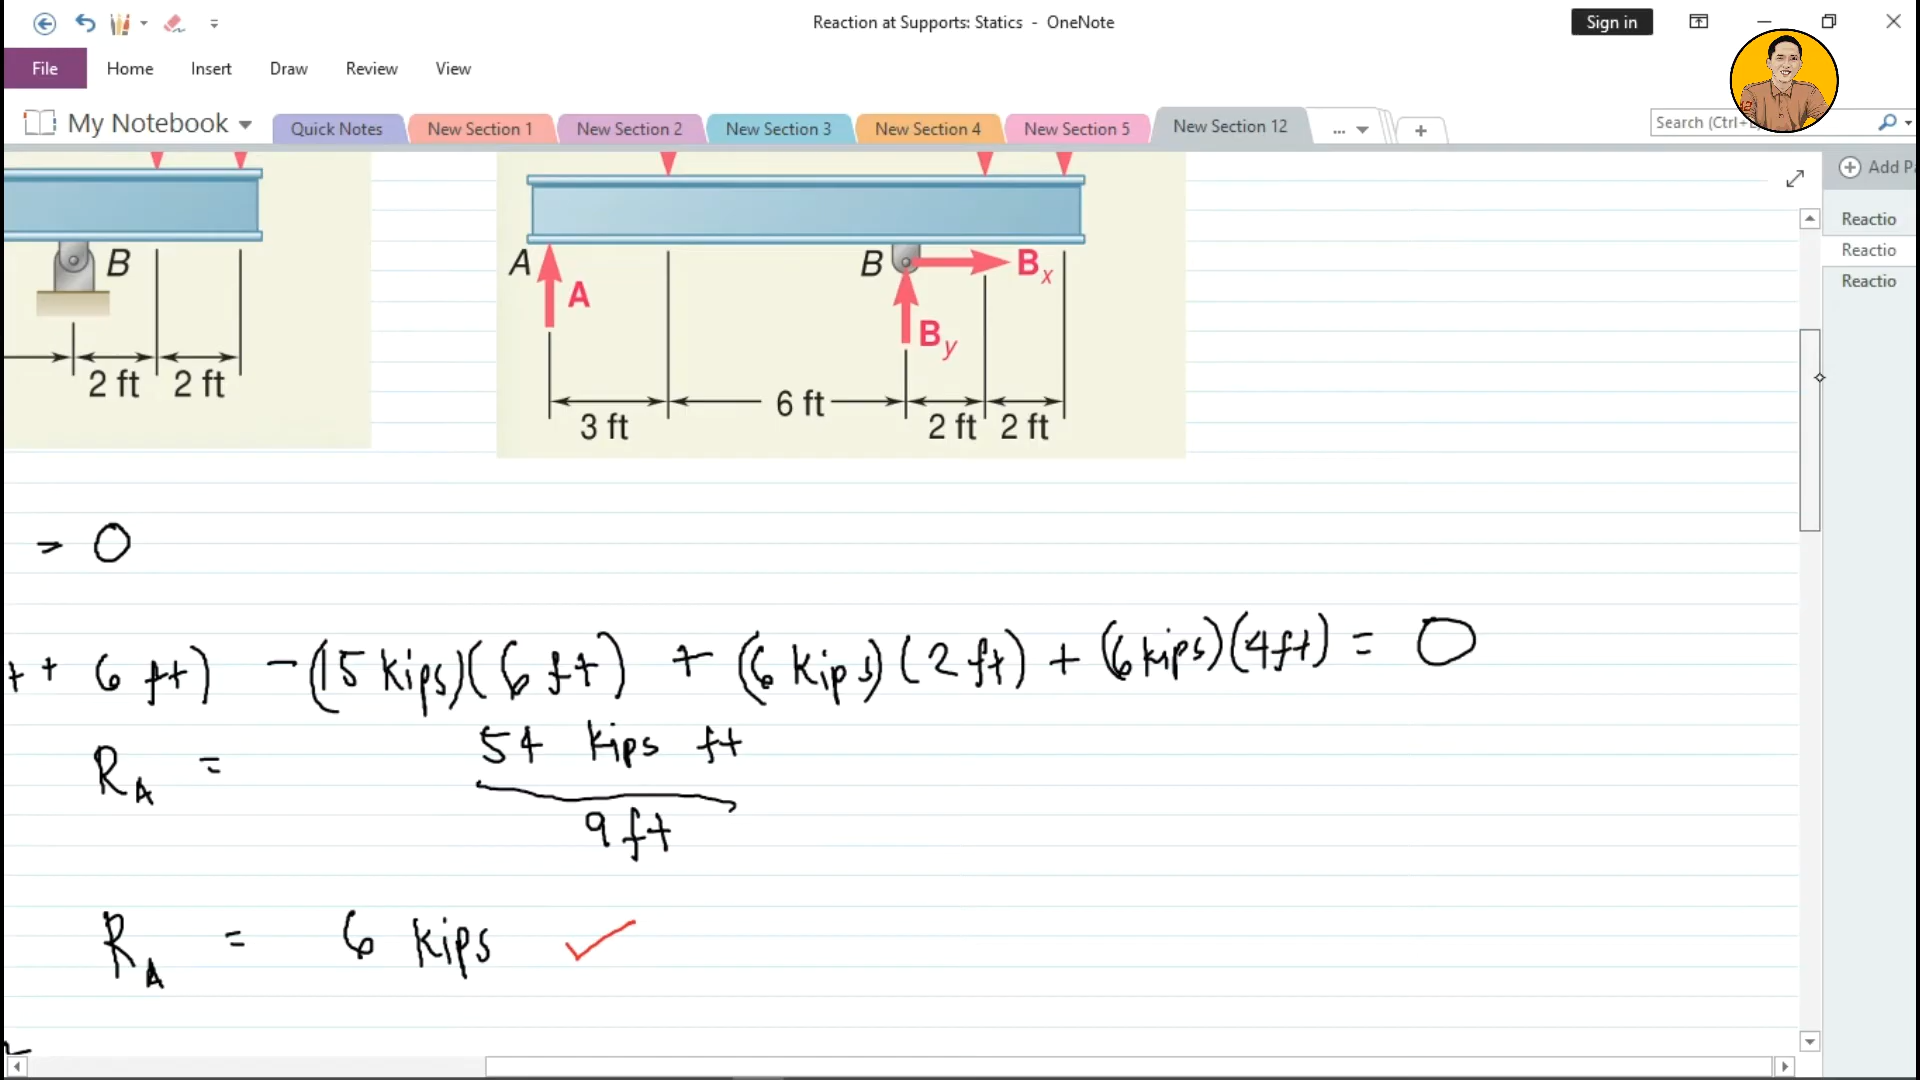 Reaction at Supports: Statics - OneNote
Sign in
File Home Insert Draw Review View
My Notebook Quick Notes New Section 1 New Section 2 New Section 3 New Section 4 New Section 5 New Section 12 ... +
Search (Ctrl+
Add P
Reactio
Reactio
Reactio
B
2 ft 2 ft
A A B Bx
By
3 ft 6 ft 2 ft 2 ft
= 0
+ 6 ft) - (15 kips)(6 ft) + (6 kips)(2 ft) + (6 kips)(4 ft) = 0
RA = 54 kips ft
9 ft
RA = 6 kips ✓